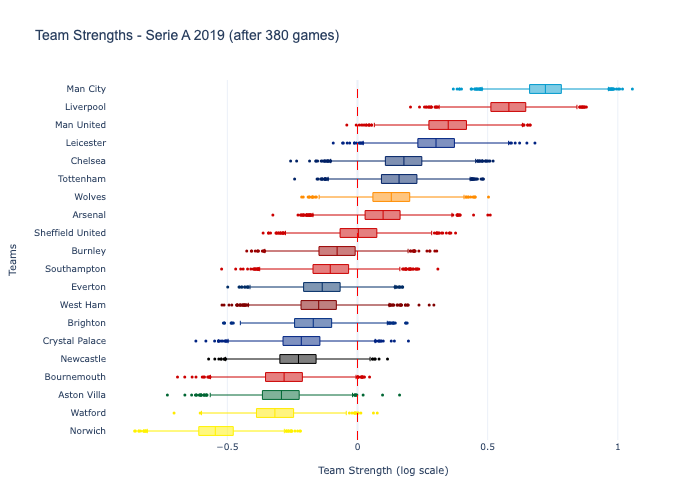 Team Strengths - Serie A 2019 (after 380 games)
Man City
Liverpool
Man United
Leicester
Chelsea
Tottenham
Wolves
Arsenal
Sheffield United
Burnley
Southampton
Everton
West Ham
Brighton
Crystal Palace
Newcastle
Bournemouth
Aston Villa
Watford
Norwich
Teams
−0.5
0
0.5
1
Team Strength (log scale)